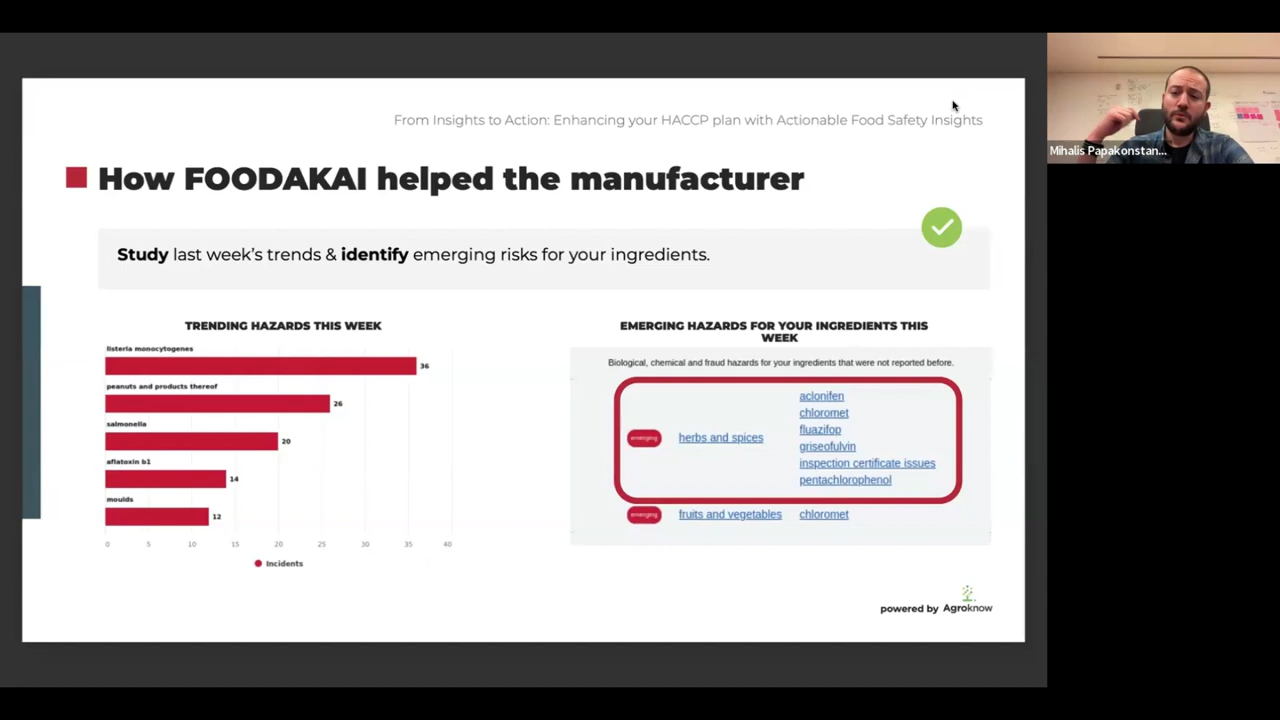 From Insights to Action: Enhancing your HACCP plan with Actionable Food Safety Insights
Mihalis Papakonstan...
How FOODAKAI helped the manufacturer
Study last week's trends & identify emerging risks for your ingredients.
TRENDING HAZARDS THIS WEEK
listeria monocytogenes
36
peanuts and products thereof
26
salmonella
20
aflatoxin b1
14
moulds
12
0 5 10 15 20 25 30 35 40
Incidents
EMERGING HAZARDS FOR YOUR INGREDIENTS THIS
WEEK
Biological, chemical and fraud hazards for your ingredients that were not reported before.
emerging herbs and spices
aclonifen
chloromet
fluazifop
griseofulvin
inspection certificate issues
pentachlorophenol
emerging fruits and vegetables chloromet
powered by Agroknow